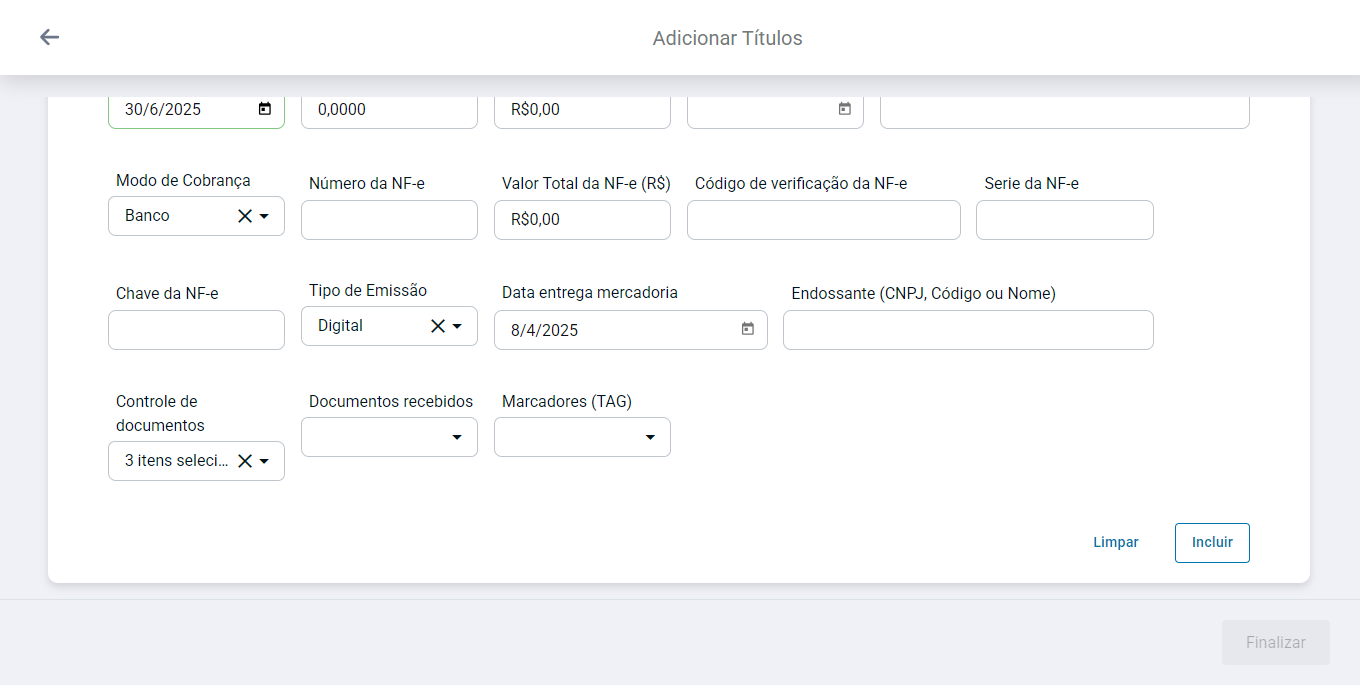 Adicionar Títulos
30/6/2025 0,0000 R$0,00
Modo de Cobrança Número da NF-e Valor Total da NF-e (R$) Código de verificação da NF-e Serie da NF-e
Banco R$0,00
Chave da NF-e Tipo de Emissão Data entrega mercadoria Endossante (CNPJ, Código ou Nome)
Digital 8/4/2025
Controle de documentos Documentos recebidos Marcadores (TAG)
3 itens seleci...
Limpar Incluir
Finalizar